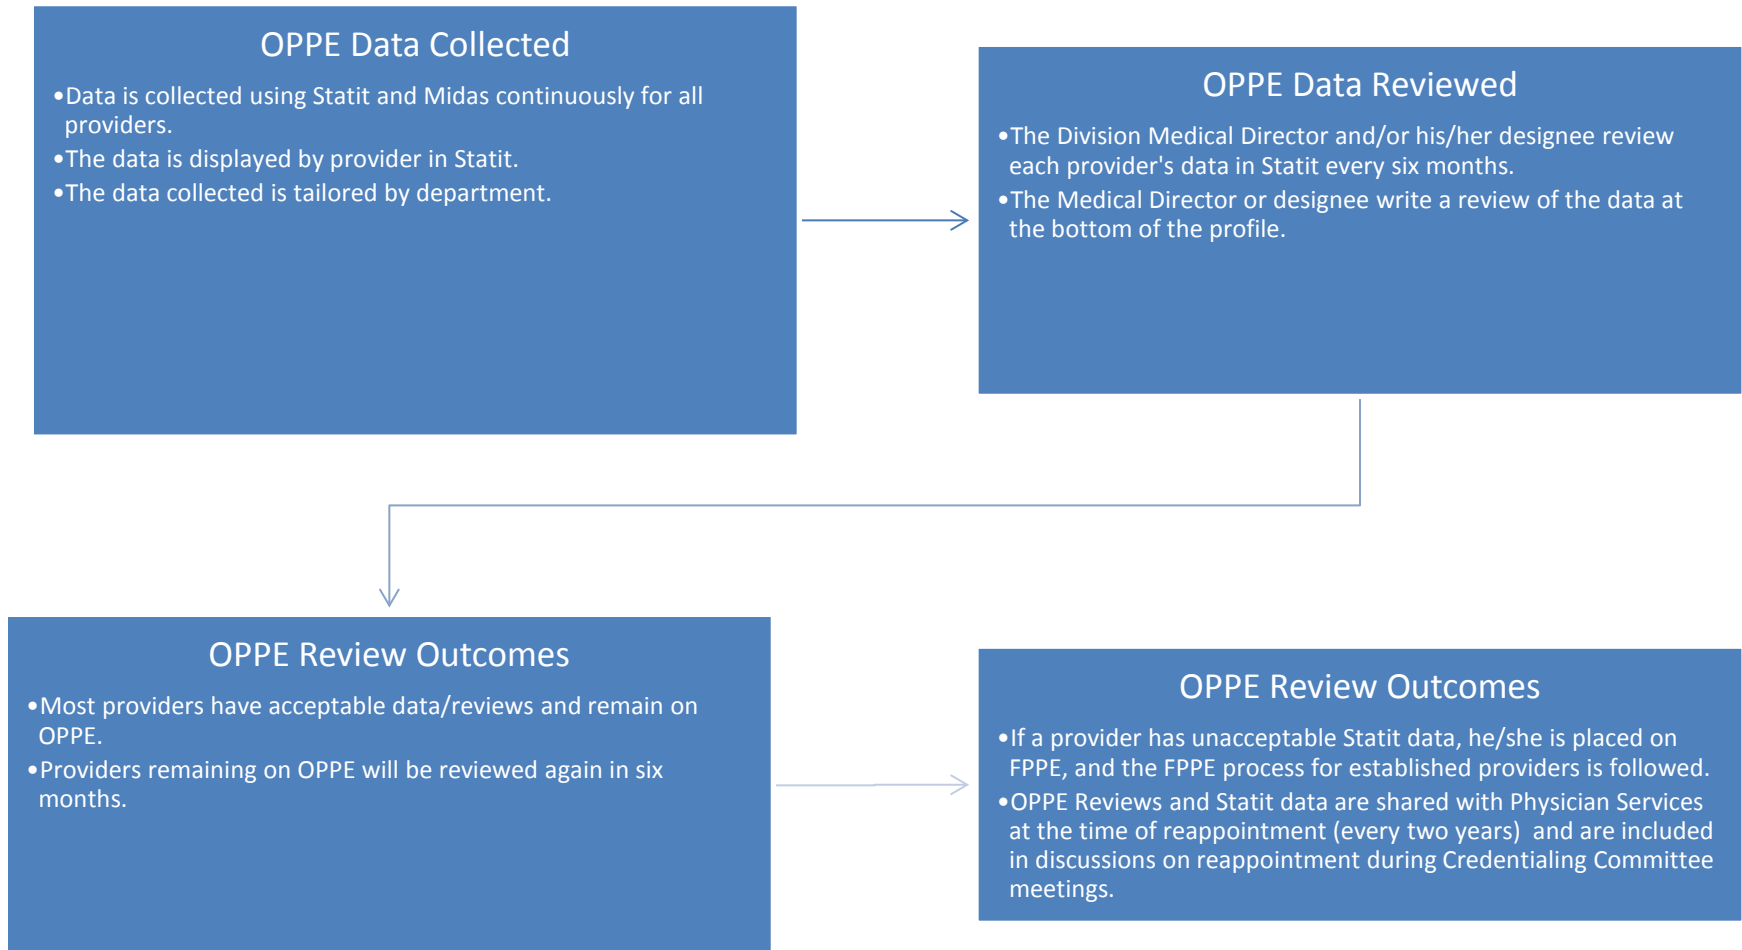 OPPE Data Collected
•Data is collected using Statit and Midas continuously for all
providers.
•The data is displayed by provider in Statit.
•The data collected is tailored by department.
OPPE Data Reviewed
•The Division Medical Director and/or his/her designee review
each provider's data in Statit every six months.
•The Medical Director or designee write a review of the data at
the bottom of the profile.
OPPE Review Outcomes
•Most providers have acceptable data/reviews and remain on
OPPE.
•Providers remaining on OPPE will be reviewed again in six
months.
OPPE Review Outcomes
•If a provider has unacceptable Statit data, he/she is placed on
FPPE, and the FPPE process for established providers is followed.
•OPPE Reviews and Statit data are shared with Physician Services
at the time of reappointment (every two years)  and are included
in discussions on reappointment during Credentialing Committee
meetings.